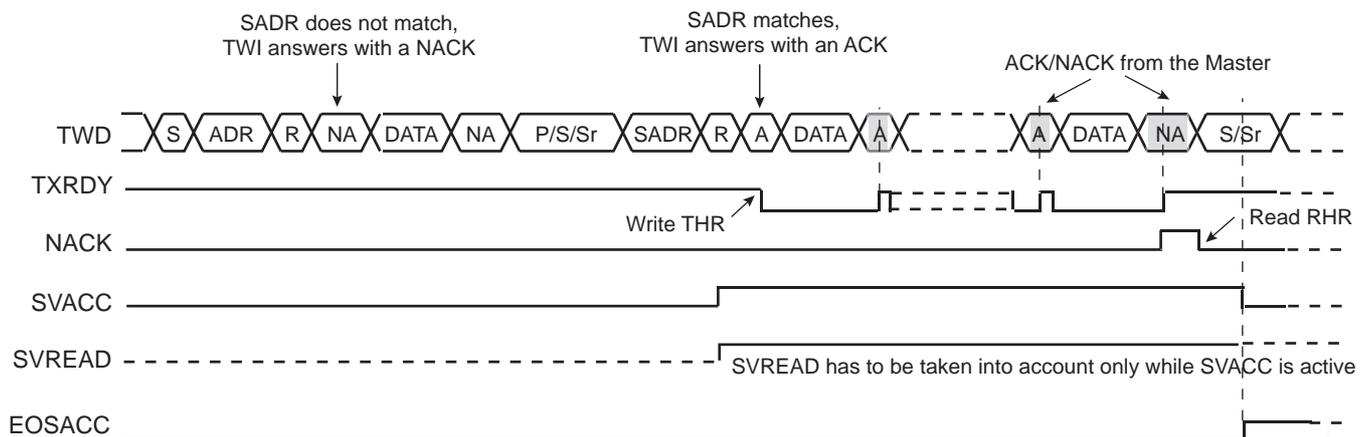 SADR does not match,
TWI answers with a NACK
SADR matches,
TWI answers with an ACK
ACK/NACK from the Master
TWD S ADR R NA DATA NA P/S/Sr SADR R A DATA A A DATA NA S/Sr
TXRDY
Write THR
Read RHR
NACK
SVACC
SVREAD
SVREAD has to be taken into account only while SVACC is active
EOSACC